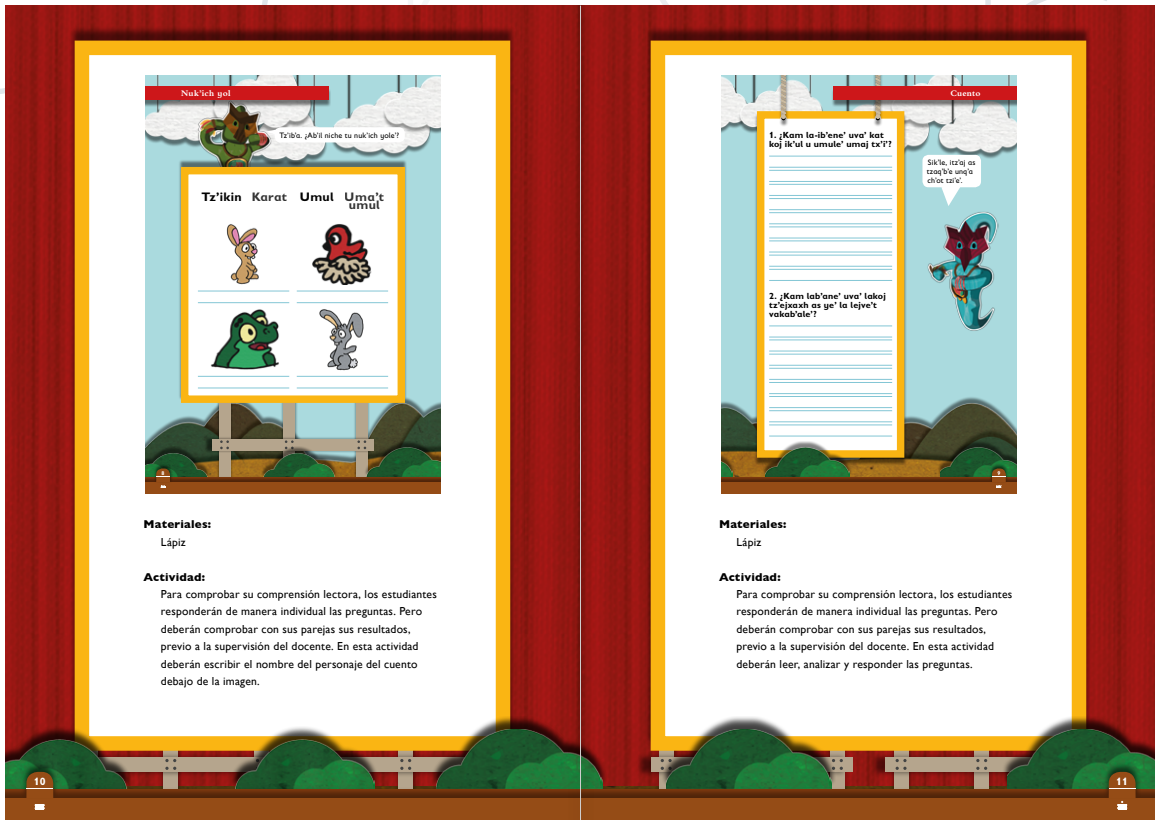 Nuk'ich yol
Tz'ib'a. ¿Ab'il niche tu nuk'ich yole'?
Tz'ikin Karat Umul Uma't
umul
Materiales:
Lápiz
Actividad:
Para comprobar su comprensión lectora, los estudiantes
responderán de manera individual las preguntas. Pero
deberán comprobar con sus parejas sus resultados,
previo a la supervisión del docente. En esta actividad
deberán escribir el nombre del personaje del cuento
debajo de la imagen.
10
Cuento
1. ¿Kam la-ib'ene' uva' kat
koj ik'ul u umule' umaj tx'i'?
Sik'le, itz'aj as
tzaq'b'e unq'a
ch'ot tzi'e'.
2. ¿Kam lab'ane' uva' lakoj
tz'ejxaxh as ye' la lejve't
vakab'ale'?
Materiales:
Lápiz
Actividad:
Para comprobar su comprensión lectora, los estudiantes
responderán de manera individual las preguntas. Pero
deberán comprobar con sus parejas sus resultados,
previo a la supervisión del docente. En esta actividad
deberán leer, analizar y responder las preguntas.
11